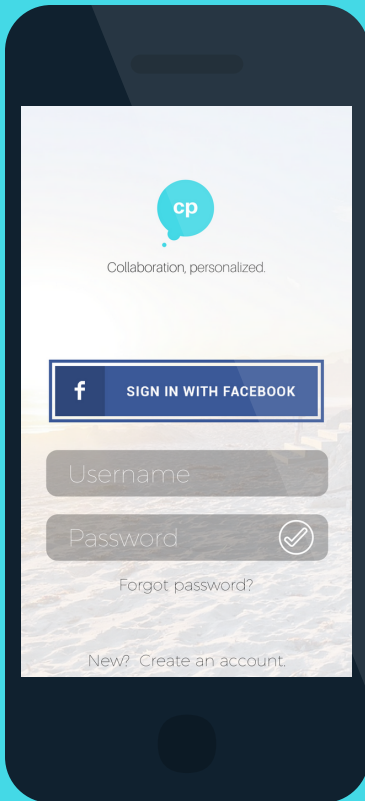 cp
Collaboration, personalized.
f
SIGN IN WITH FACEBOOK
Username
Password
Forgot password?
New? Create an account.